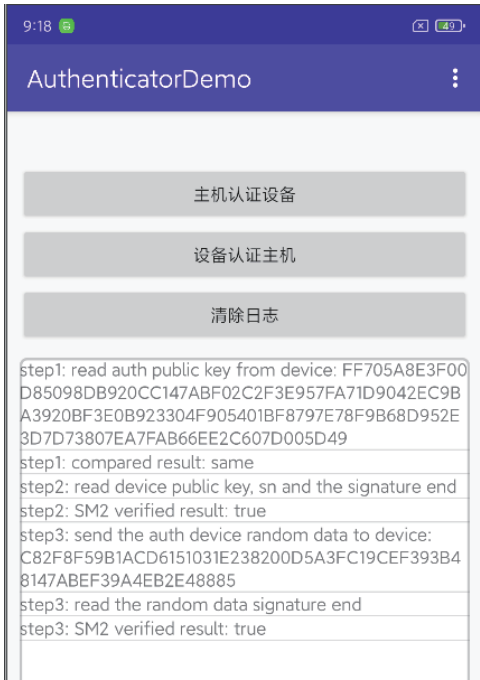 9:18
49
AuthenticatorDemo
主机认证设备
设备认证主机
清除日志
step1: read auth public key from device: FF705A8E3F00
D85098DB920CC147ABF02C2F3E957FA71D9042EC9B
A3920BF3E0B923304F905401BF8797E78F9B68D952E
3D7D73807EA7FAB66EE2C607D005D49
step1: compared result: same
step2: read device public key, sn and the signature end
step2: SM2 verified result: true
step3: send the auth device random data to device:
C82F8F59B1ACD6151031E238200D5A3FC19CEF393B4
8147ABEF39A4EB2E48885
step3: read the random data signature end
step3: SM2 verified result: true